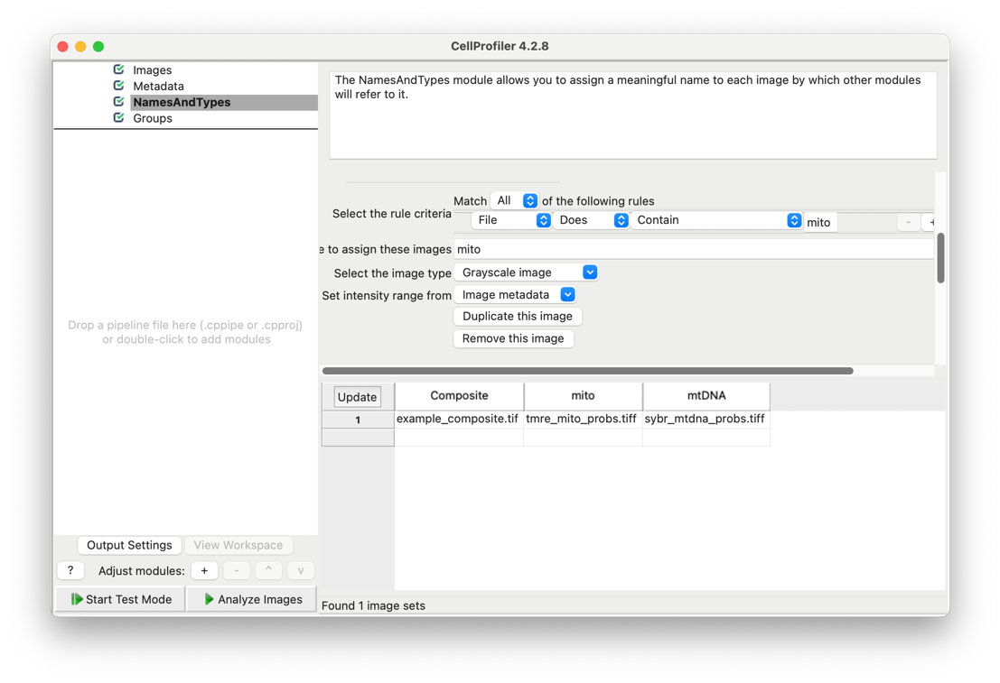 CellProfiler 4.2.8
Images
Metadata
NamesAndTypes
Groups
The NamesAndTypes module allows you to assign a meaningful name to each image by which other modules
will refer to it.
Match All of the following rules
Select the rule criteria
File Does Contain mito - +
e to assign these images mito
Select the image type Grayscale image
Set intensity range from Image metadata
Duplicate this image
Remove this image
Drop a pipeline file here (.cppipe or .cpproj)
or double-click to add modules
Update Composite mito mtDNA
1 example_composite.tif tmre_mito_probs.tiff sybr_mtdna_probs.tiff
Output Settings View Workspace
? Adjust modules: + - ^ v
Start Test Mode Analyze Images
Found 1 image sets